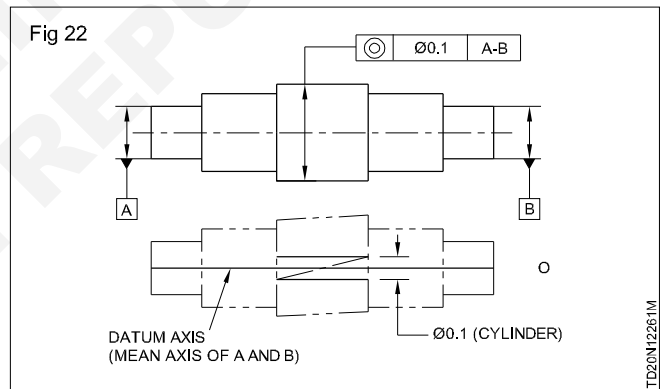 Fig 22
Ø0.1 A-B
A
B
O
DATUM AXIS
(MEAN AXIS OF A AND B)
Ø0.1 (CYLINDER)
TD20N12261M